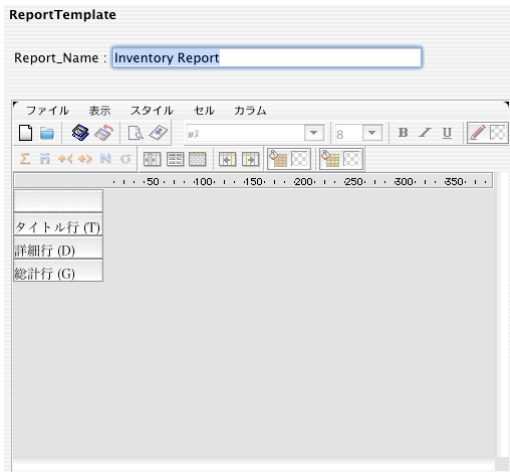 ReportTemplate
Report_Name : Inventory Report
ファイル 表示 スタイル セル カラム
#3 8 B I U
Σ n N σ
50 100 150 200 250 300 350
タイトル行 (T)
詳細行 (D)
総計行 (G)